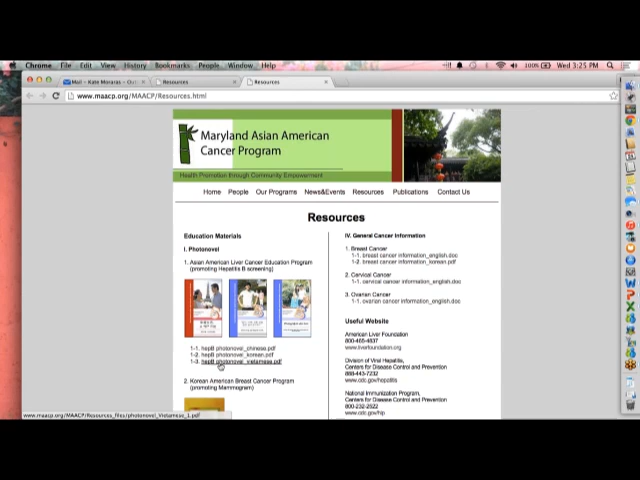 Chrome File Edit View History Bookmarks People Window Help
100% Wed 3:25 PM
Resources
Resources
www.maacp.org/MAACP/Resources.html
Maryland Asian American
Cancer Program
Health Promotion through Community Empowerment
Home People Our Programs News&Events Resources Publications Contact Us
Resources
Education Materials
I. Photonovel
1. Asian American Liver Cancer Education Program
(promoting Hepatitis B screening)
1-1. hepB photonovel_chinese.pdf
1-2. hepB photonovel_korean.pdf
1-3. hepB photonovel_vietamese.pdf
2. Korean American Breast Cancer Program
(promoting Mammogram)
IV. General Cancer Information
1. Breast Cancer
1-1. breast cancer information_english.doc
1-2. breast cancer information_korean.pdf
2. Cervical Cancer
1-1. cervical cancer information_english.doc
3. Ovarian Cancer
1-1. ovarian cancer information_english.doc
Useful Website
American Liver Foundation
800-465-4837
www.liverfoundation.org
Division of Viral Hepatitis,
Centers for Disease Control and Prevention
888-443-7232
www.cdc.gov/hepatitis
National Immunization Program,
Centers for Disease Control and Prevention
800-232-2522
www.cdc.gov/nip
www.maacp.org/MAACP/Resources_files/photonovel_Vietamese_1.pdf